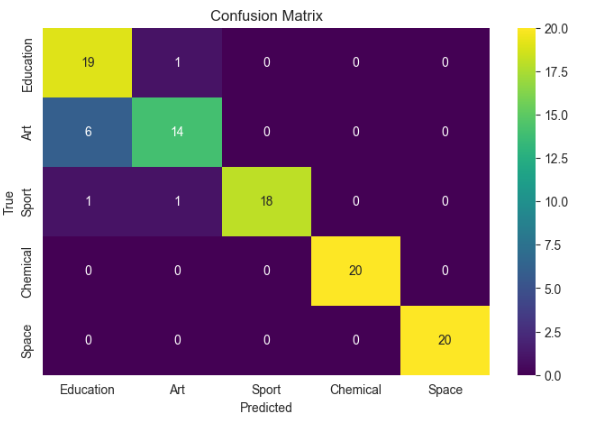 Confusion Matrix
True
Education 19 1 0 0 0
Art 6 14 0 0 0
Sport 1 1 18 0 0
Chemical 0 0 0 20 0
Space 0 0 0 0 20
Education Art Sport Chemical Space
Predicted
20.0
17.5
15.0
12.5
10.0
7.5
5.0
2.5
0.0